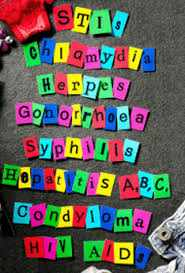 STIs
Chlamydia
Herpes
Gonorrhoea
Syphilis
Hepatitis A,B,C,
Condyloma
HIV AIDS